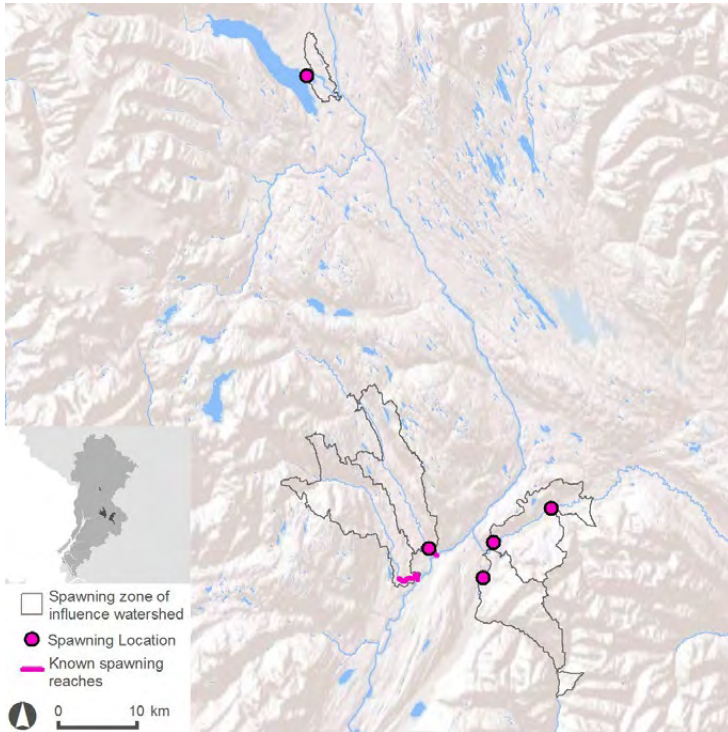 Spawning zone of
influence watershed
Spawning Location
Known spawning
reaches
0 10 km